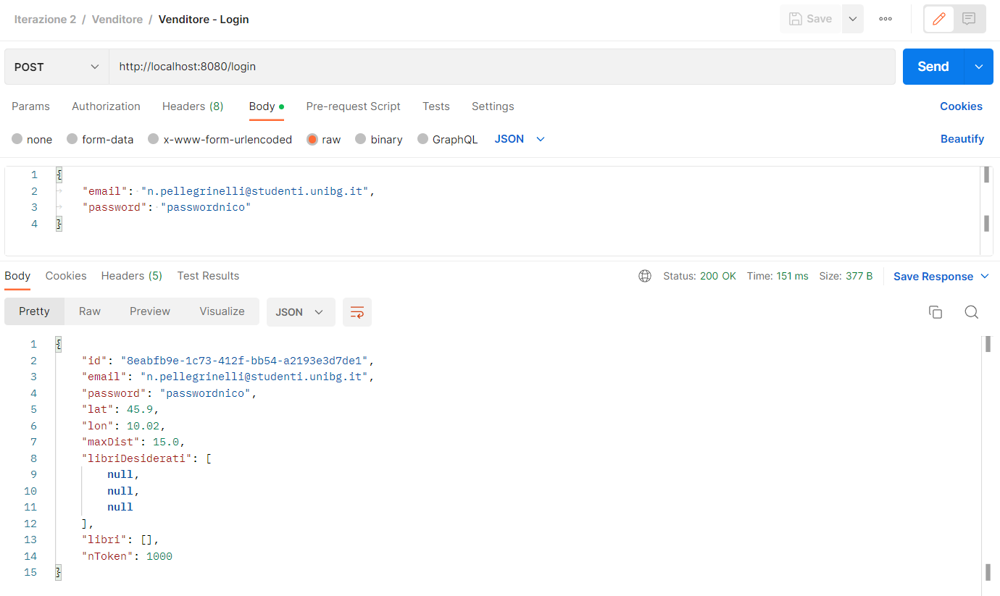 Iterazione 2 / Venditore / Venditore - Login Save
POST http://localhost:8080/login Send
Params Authorization Headers (8) Body Pre-request Script Tests Settings Cookies
none form-data x-www-form-urlencoded raw binary GraphQL JSON Beautify
1 {
2 "email": "n.pellegrinelli@studenti.unibg.it",
3 "password": "passwordnico"
4 }
Body Cookies Headers (5) Test Results Status: 200 OK Time: 151 ms Size: 377 B Save Response
Pretty Raw Preview Visualize JSON
1 {
2 "id": "8eabfb9e-1c73-412f-bb54-a2193e3d7de1",
3 "email": "n.pellegrinelli@studenti.unibg.it",
4 "password": "passwordnico",
5 "lat": 45.9,
6 "lon": 10.02,
7 "maxDist": 15.0,
8 "libriDesiderati": [
9 null,
10 null,
11 null
12 ],
13 "libri": [],
14 "nToken": 1000
15 }